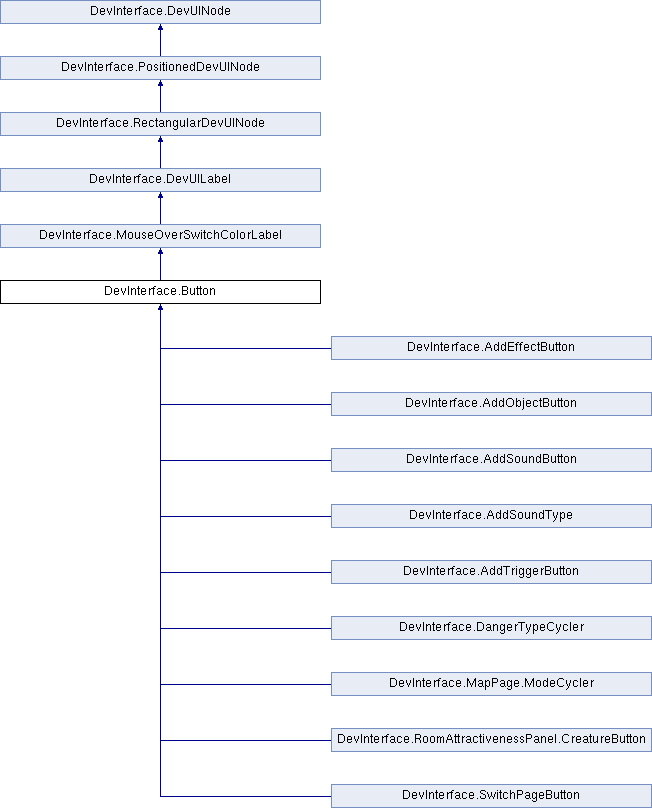 DevInterface.DevUINode
DevInterface.PositionedDevUINode
DevInterface.RectangularDevUINode
DevInterface.DevUILabel
DevInterface.MouseOverSwitchColorLabel
DevInterface.Button
DevInterface.AddEffectButton
DevInterface.AddObjectButton
DevInterface.AddSoundButton
DevInterface.AddSoundType
DevInterface.AddTriggerButton
DevInterface.DangerTypeCycler
DevInterface.MapPage.ModeCycler
DevInterface.RoomAttractivenessPanel.CreatureButton
DevInterface.SwitchPageButton